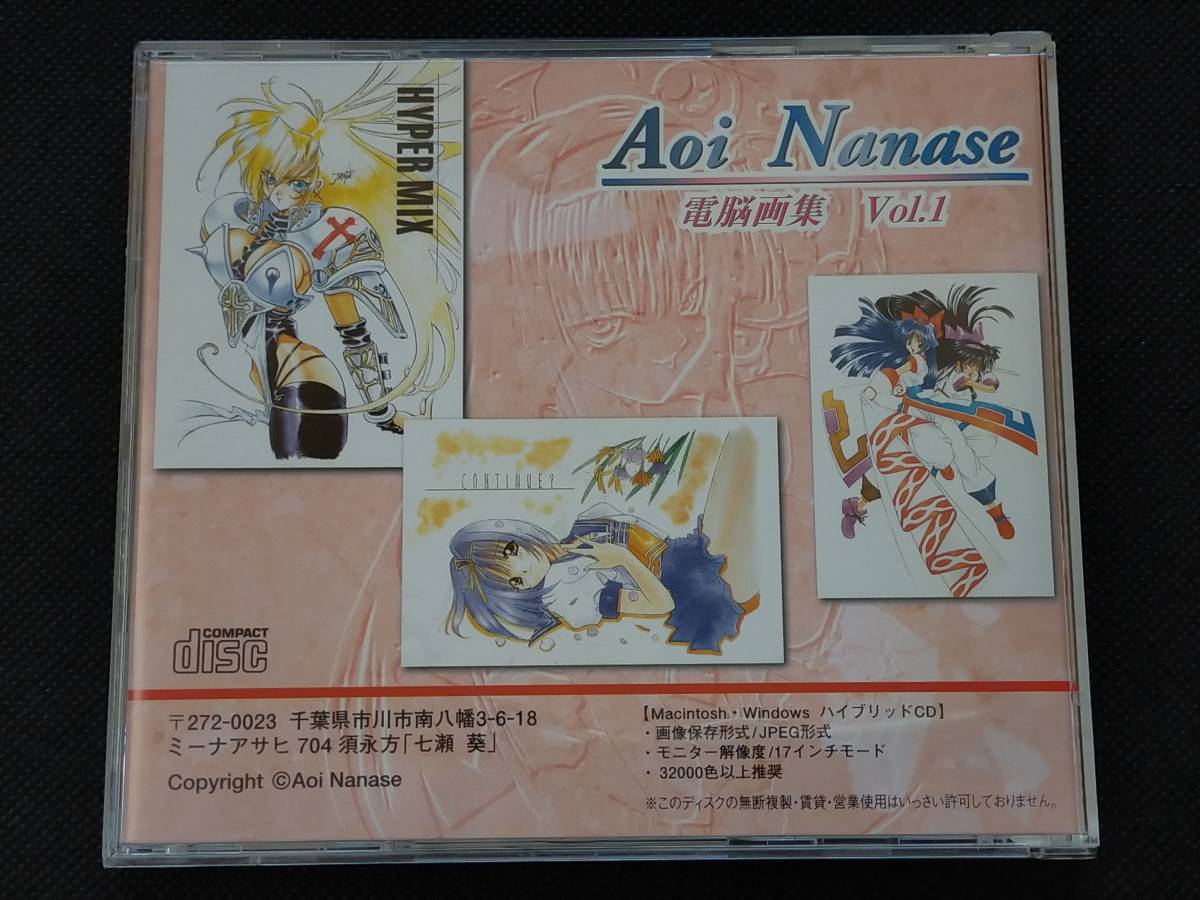 HYPER MIX
Aoi Nanase
電脳画集 Vol.1
CONTINUE?
COMPACT
disc
〒272-0023 千葉県市川市南八幡3-6-18
ミーナアサヒ 704 須永方「七瀬 葵」
Copyright ©Aoi Nanase
【Macintosh・Windows ハイブリッドCD】
・画像保存形式/JPEG形式
・モニター解像度/17インチモード
・32000色以上推奨
※このディスクの無断複製・賃貸・営業使用はいっさい許可しておりません。